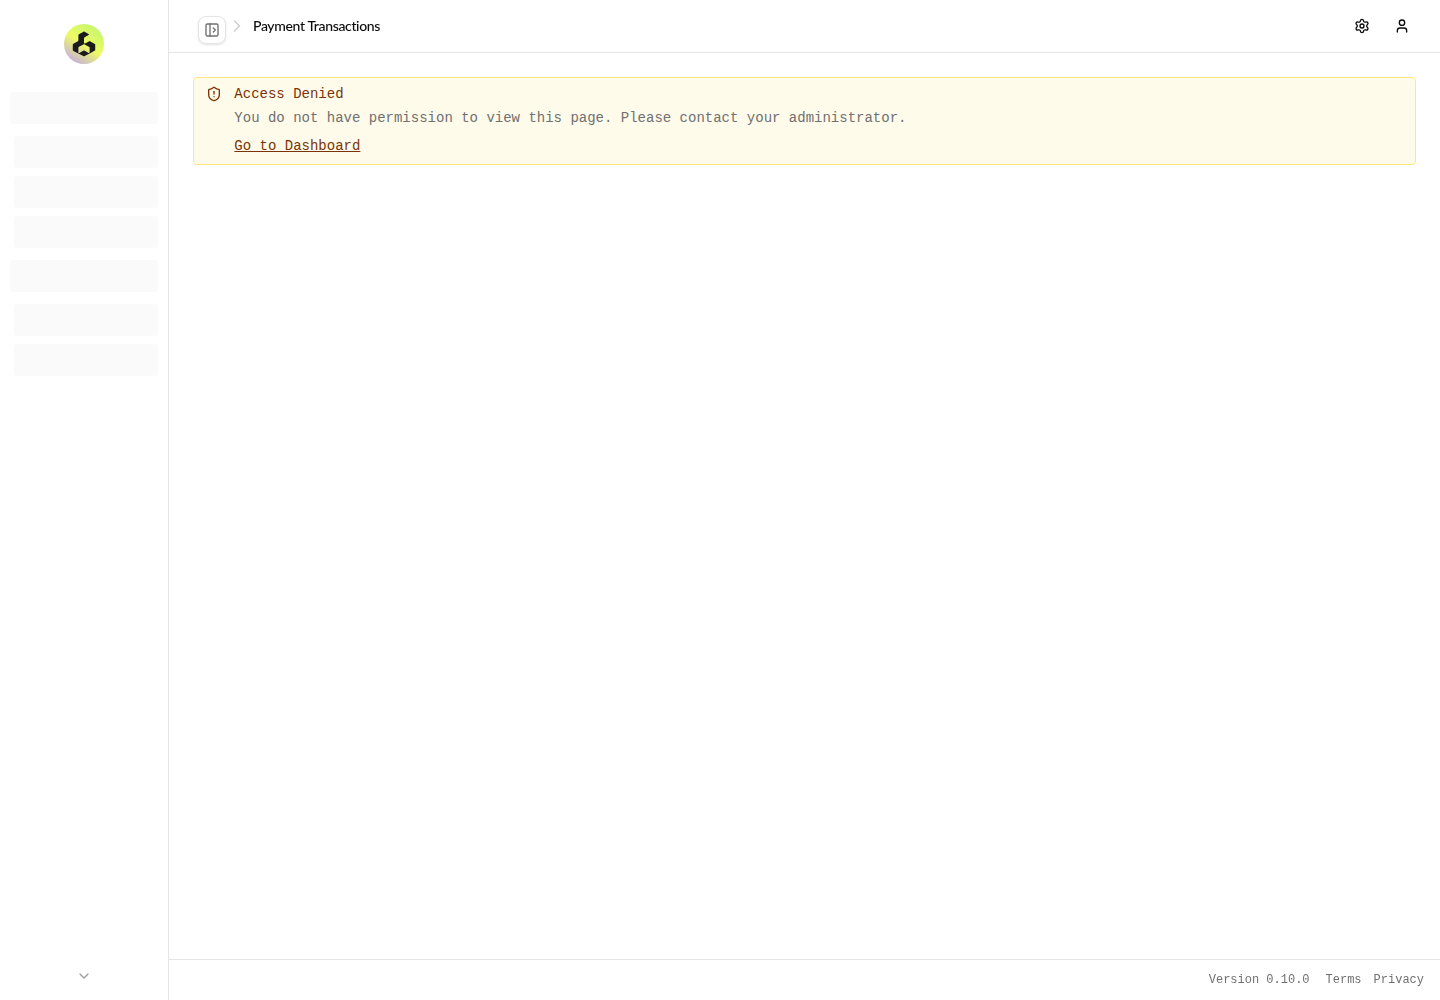 Payment Transactions
Access Denied
You do not have permission to view this page. Please contact your administrator.
Go to Dashboard
Version 0.10.0 Terms Privacy